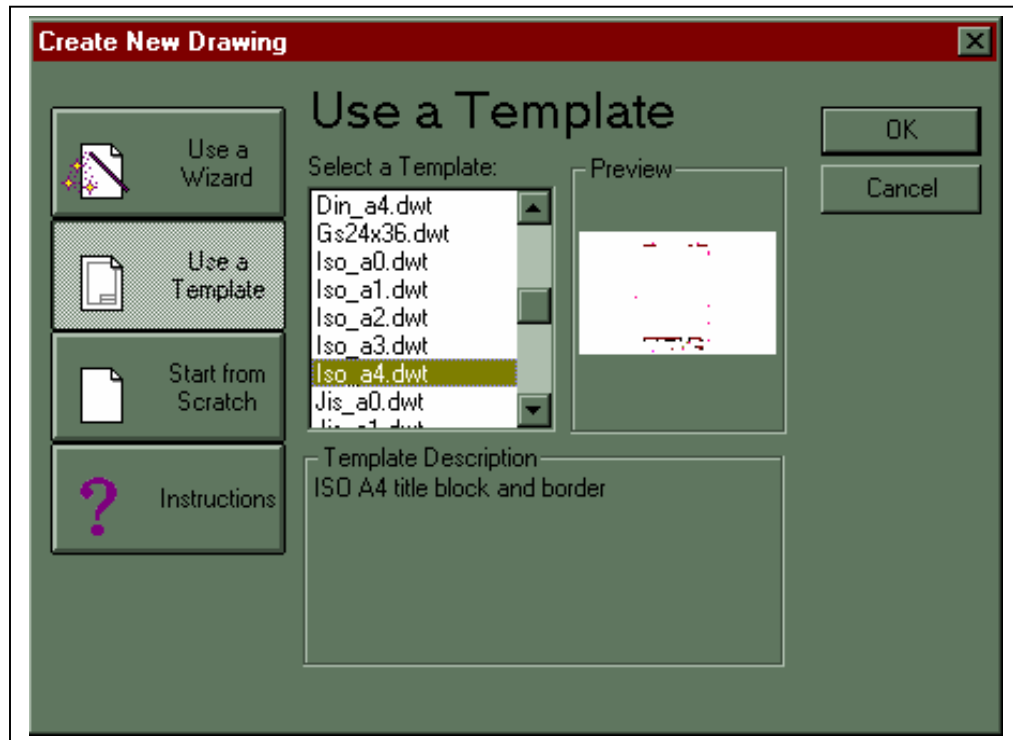 Create New Drawing
Use a
Wizard
Use a
Template
Start from
Scratch
Instructions
Use a Template
Select a Template:
Din_a4.dwt
Gs24x36.dwt
Iso_a0.dwt
Iso_a1.dwt
Iso_a2.dwt
Iso_a3.dwt
Iso_a4.dwt
Jis_a0.dwt
Preview
OK
Cancel
Template Description
ISO A4 title block and border